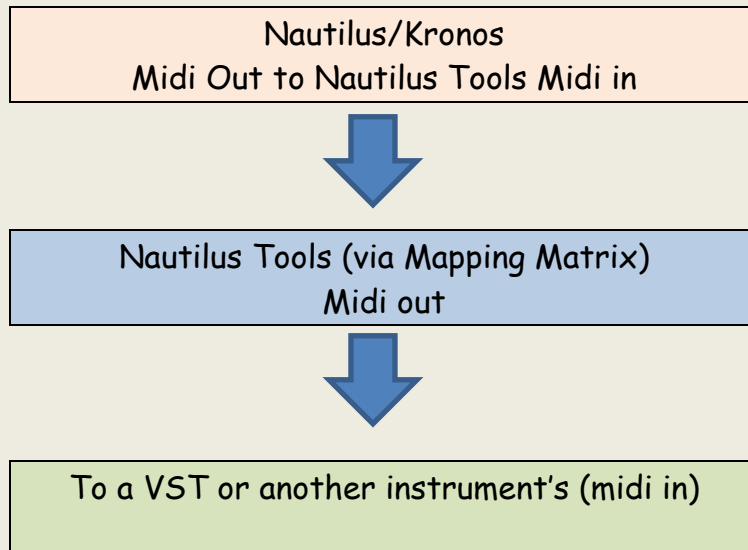 Nautilus/Kronos
Midi Out to Nautilus Tools Midi in
Nautilus Tools (via Mapping Matrix)
Midi out
To a VST or another instrument's (midi in)